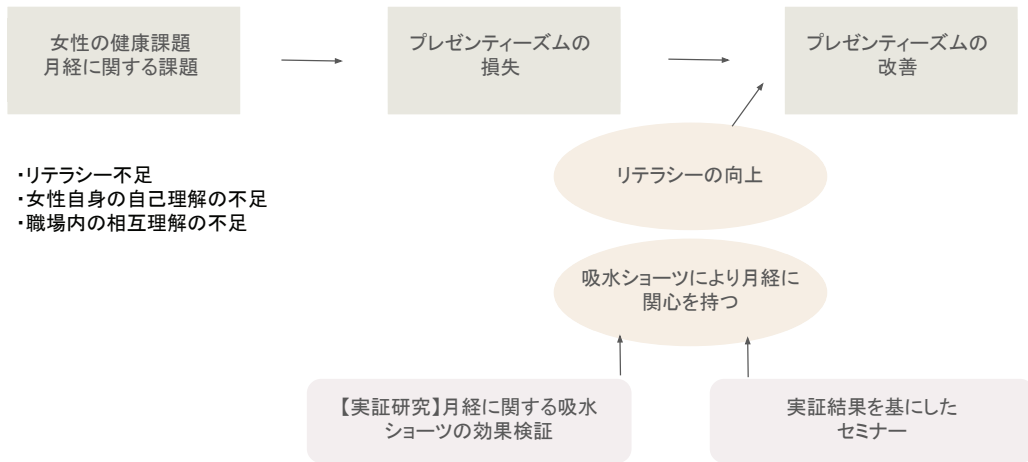 女性の健康課題
月経に関する課題
プレゼンティーズムの
損失
プレゼンティーズムの
改善
・リテラシー不足
・女性自身の自己理解の不足
・職場内の相互理解の不足
リテラシーの向上
吸水ショーツにより月経に
関心を持つ
【実証研究】月経に関する吸水
ショーツの効果検証
実証結果を基にした
セミナー